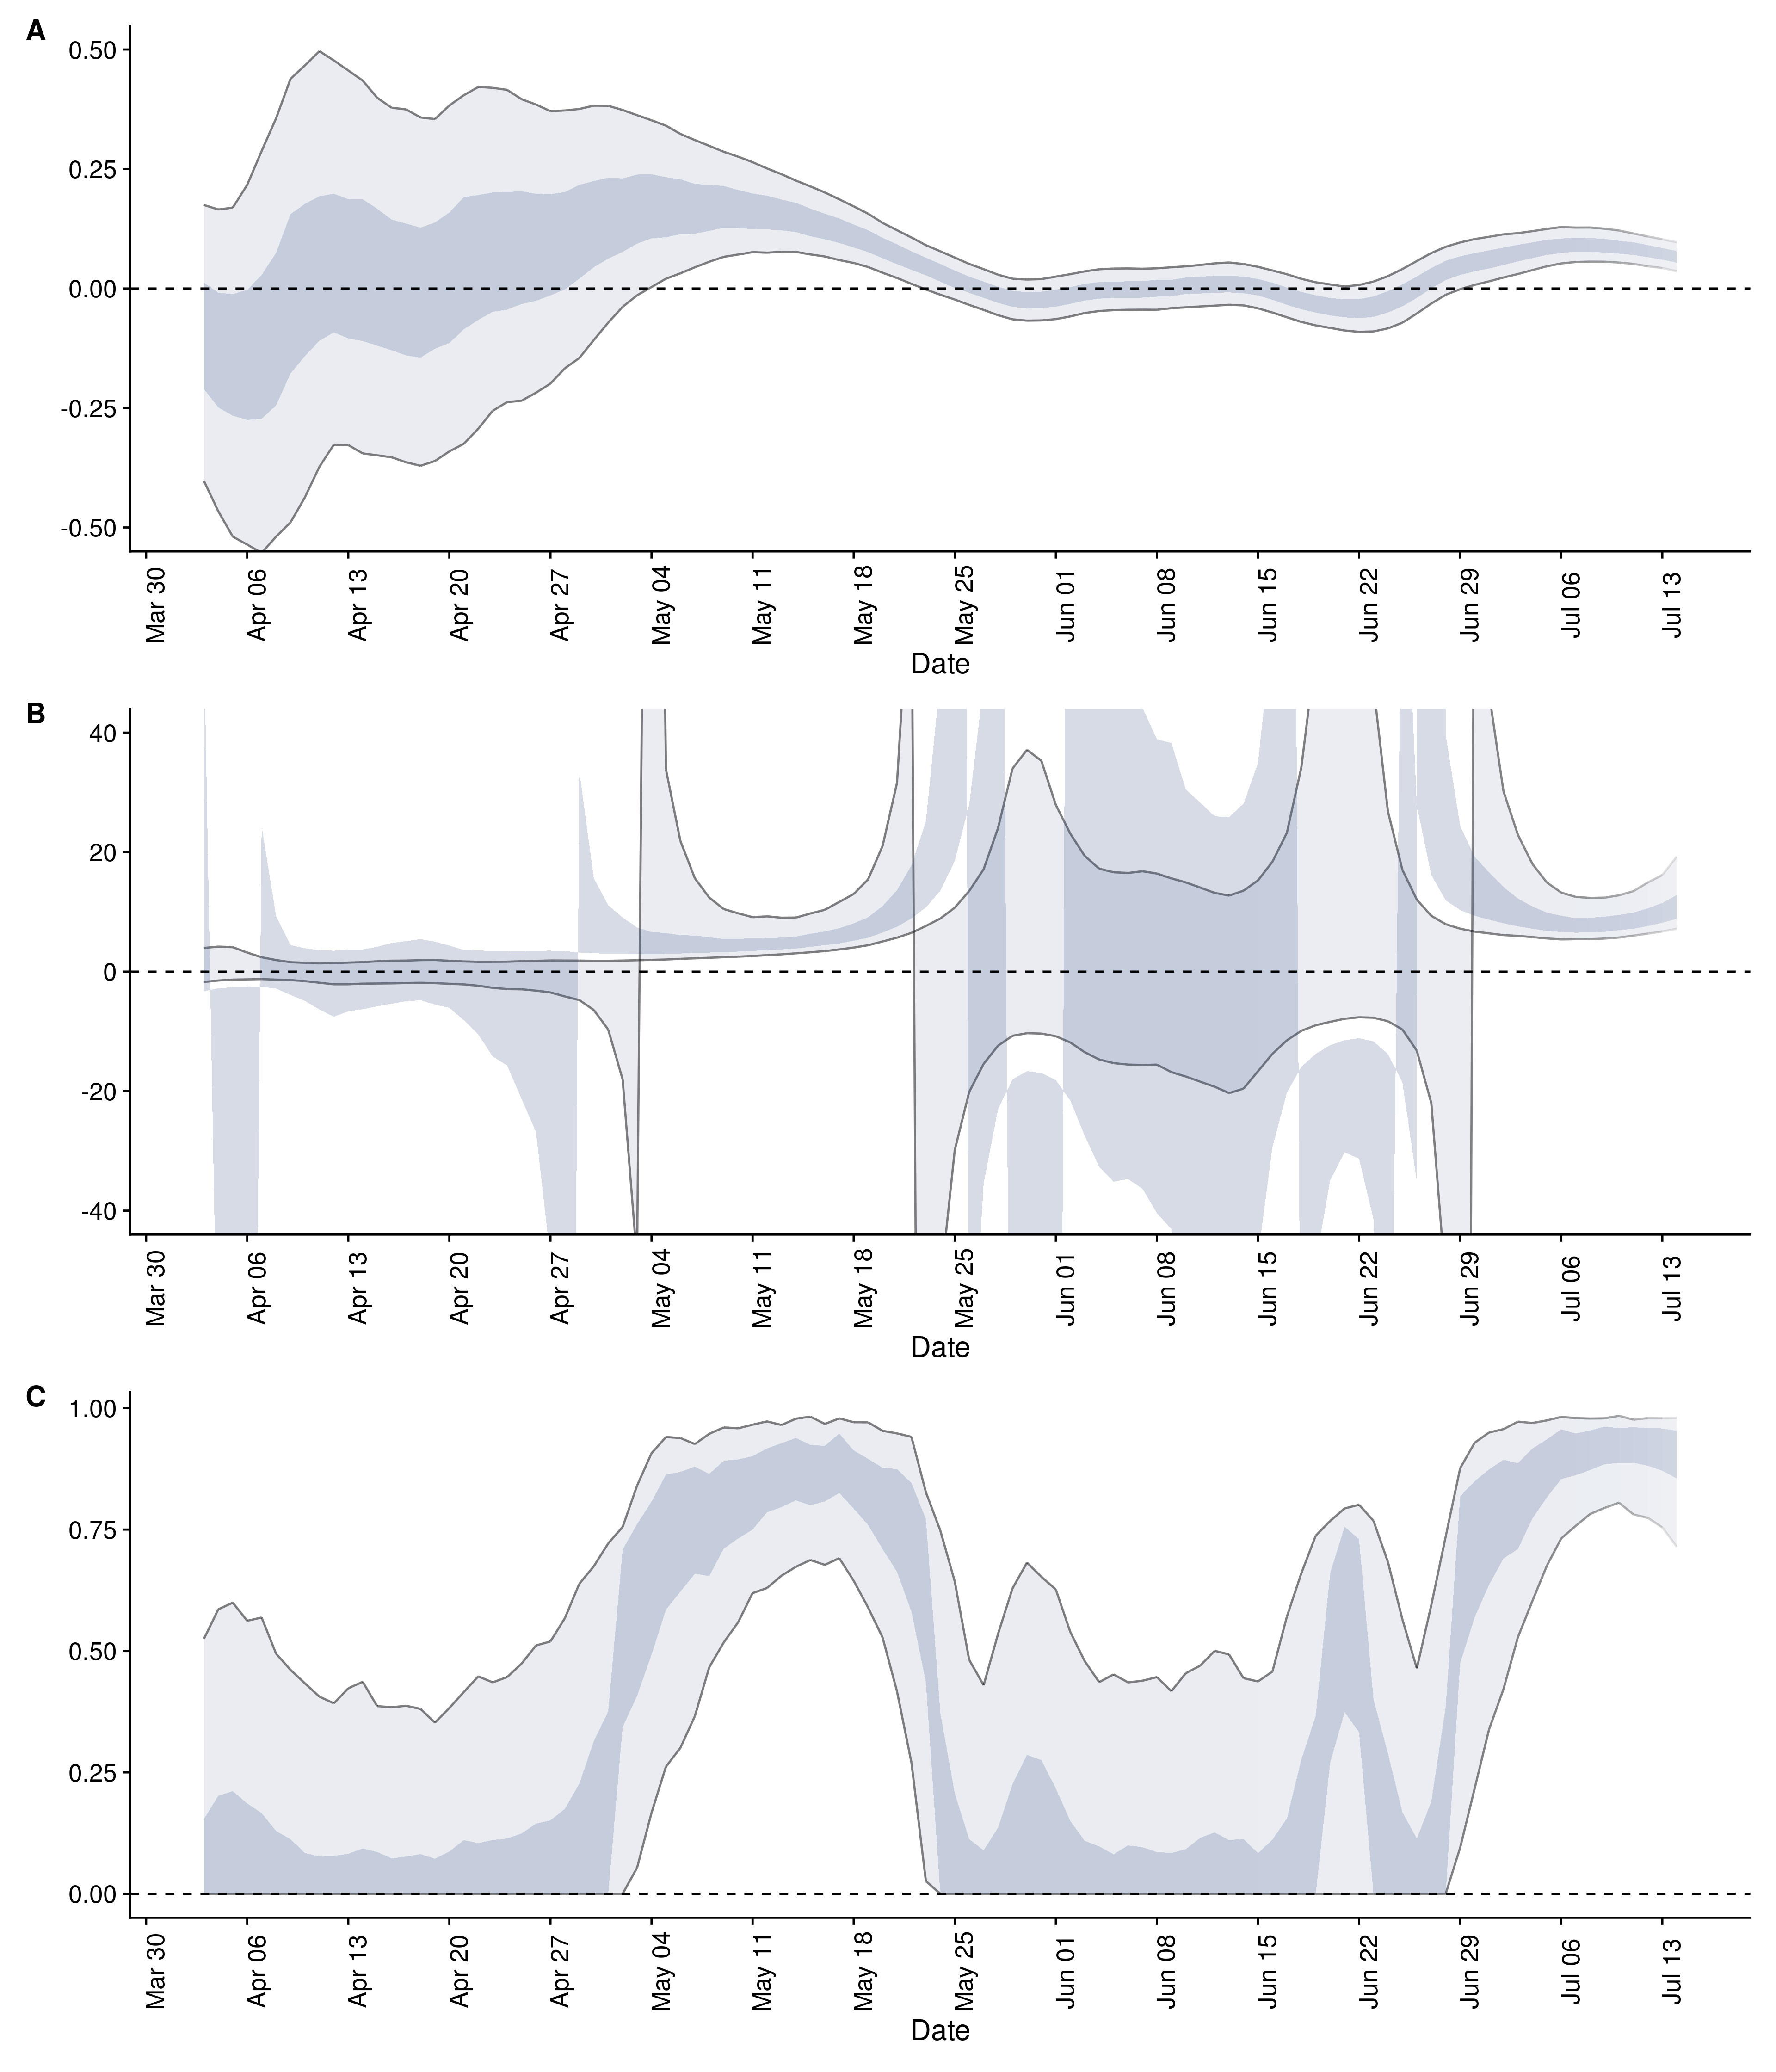 A
0.50
0.25
0.00
-0.25
-0.50
Mar 30
Apr 06
Apr 13
Apr 20
Apr 27
May 04
May 11
May 18
May 25
Jun 01
Jun 08
Jun 15
Jun 22
Jun 29
Jul 06
Jul 13
Date
B
40
20
0
-20
-40
Mar 30
Apr 06
Apr 13
Apr 20
Apr 27
May 04
May 11
May 18
May 25
Jun 01
Jun 08
Jun 15
Jun 22
Jun 29
Jul 06
Jul 13
Date
C
1.00
0.75
0.50
0.25
0.00
Mar 30
Apr 06
Apr 13
Apr 20
Apr 27
May 04
May 11
May 18
May 25
Jun 01
Jun 08
Jun 15
Jun 22
Jun 29
Jul 06
Jul 13
Date